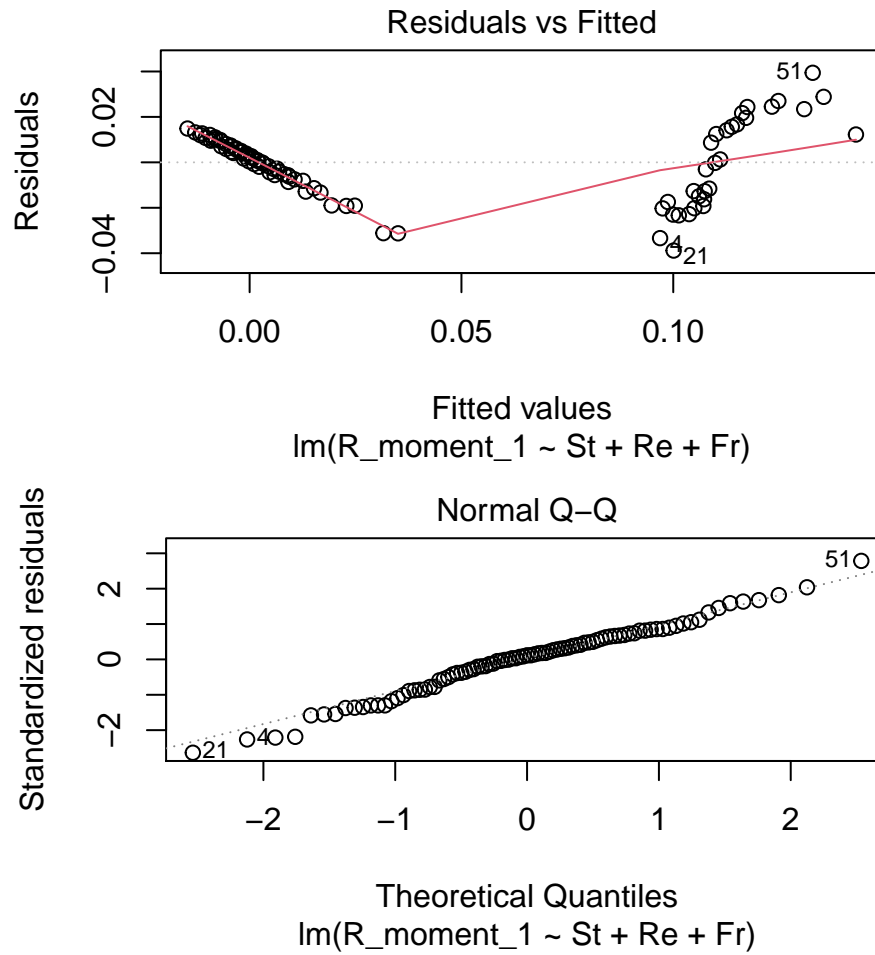 Residuals vs Fitted
Residuals
0.02
−0.04
51
4
21
0.00 0.05 0.10
Fitted values
lm(R_moment_1 ~ St + Re + Fr)
Normal Q−Q
Standardized residuals
2
0
−2
51
21
4
−2 −1 0 1 2
Theoretical Quantiles
lm(R_moment_1 ~ St + Re + Fr)